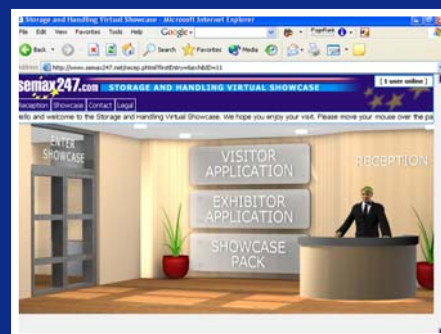 Storage and Handling Virtual Showcase - Microsoft Internet Explorer
File Edit View Favorites Tools Help Google
Back Search Favorites Media
Address http://www.semax247.net/recep.phtml?
semax247.com STORAGE AND HANDLING VIRTUAL SHOWCASE [ 1 user online ]
Reception Showcase Contact Legal
ello and welcome to the Storage and Handling Virtual Showcase. We hope you enjoy your visit. Please move your mouse over the pa
ENTER
SHOWCASE
VISITOR
APPLICATION
EXHIBITOR
APPLICATION
SHOWCASE
PACK
RECEPTION